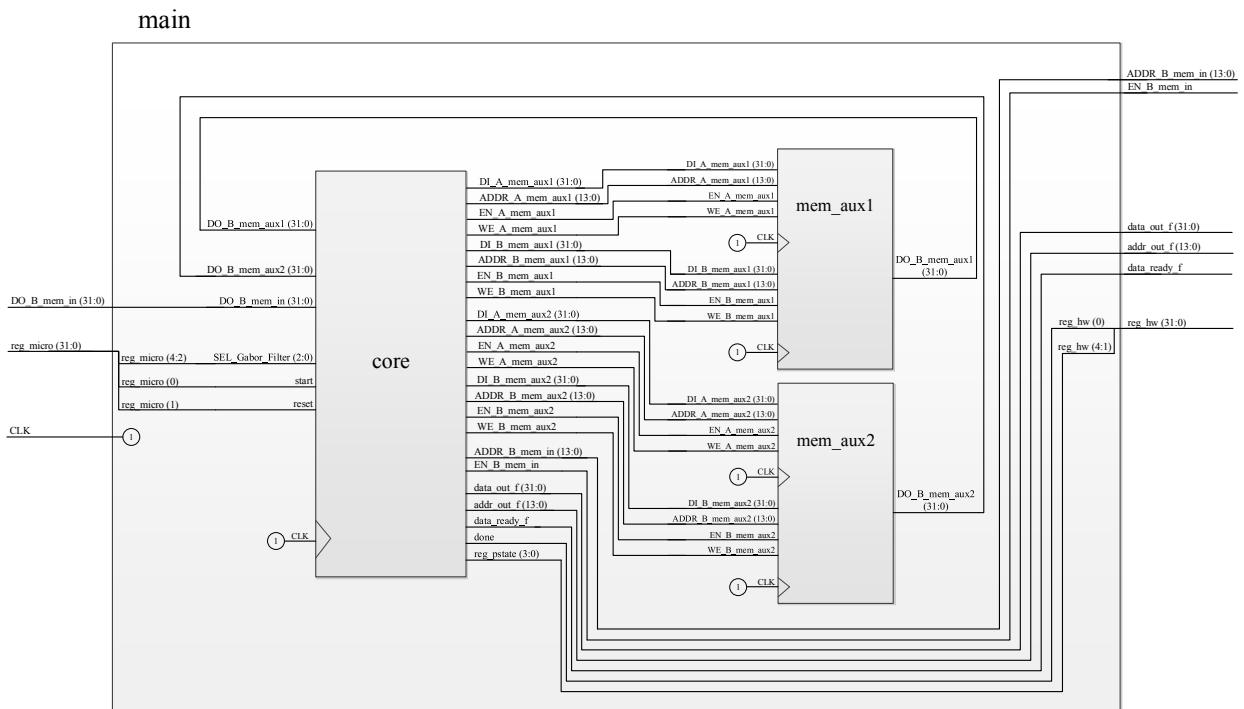 main
ADDR_B_mem_in (13:0)
EN_B_mem_in
DO_B_mem_in (31:0)
reg_micro (31:0)
CLK
1
DO_B_mem_aux1 (31:0)
DO_B_mem_aux2 (31:0)
DO_B_mem_in (31:0)
reg_micro (4:2)
SEL_Gabor_Filter (2:0)
reg_micro (0)
start
reg_micro (1)
reset
1
CLK
core
DI_A_mem_aux1 (31:0)
ADDR_A_mem_aux1 (13:0)
EN_A_mem_aux1
WE_A_mem_aux1
DI_B_mem_aux1 (31:0)
ADDR_B_mem_aux1 (13:0)
EN_B_mem_aux1
WE_B_mem_aux1
DI_A_mem_aux2 (31:0)
ADDR_A_mem_aux2 (13:0)
EN_A_mem_aux2
WE_A_mem_aux2
DI_B_mem_aux2 (31:0)
ADDR_B_mem_aux2 (13:0)
EN_B_mem_aux2
WE_B_mem_aux2
ADDR_B_mem_in (13:0)
EN_B_mem_in
data_out_f (31:0)
addr_out_f (13:0)
data_ready_f
done
reg_pstate (3:0)
DI_A_mem_aux1 (31:0)
ADDR_A_mem_aux1 (13:0)
EN_A_mem_aux1
WE_A_mem_aux1
1
CLK
DI_B_mem_aux1 (31:0)
ADDR_B_mem_aux1 (13:0)
EN_B_mem_aux1
WE_B_mem_aux1
1
CLK
mem_aux1
DO_B_mem_aux1
(31:0)
DI_A_mem_aux2 (31:0)
ADDR_A_mem_aux2 (13:0)
EN_A_mem_aux2
WE_A_mem_aux2
1
CLK
DI_B_mem_aux2 (31:0)
ADDR_B_mem_aux2 (13:0)
EN_B_mem_aux2
WE_B_mem_aux2
1
CLK
mem_aux2
DO_B_mem_aux2
(31:0)
data_out_f (31:0)
addr_out_f (13:0)
data_ready_f
reg_hw (0)
reg_hw (31:0)
reg_hw (4:1)